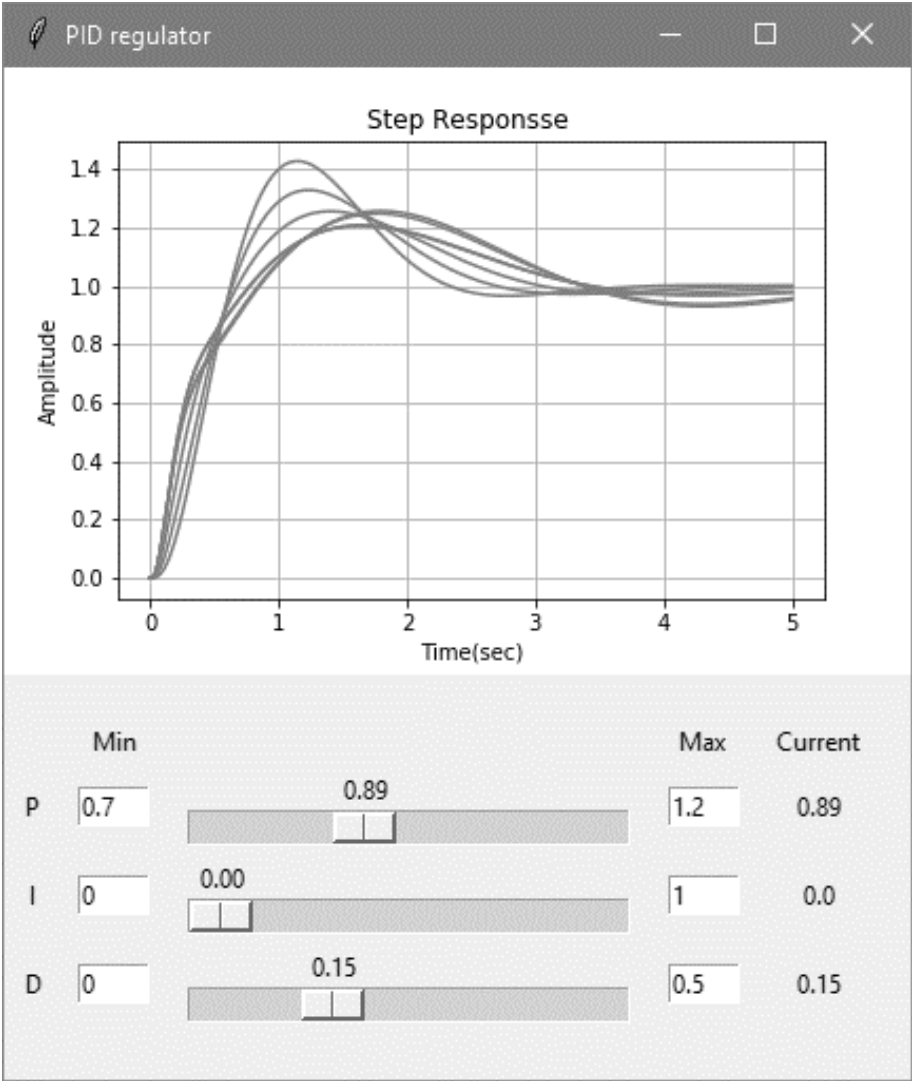 PID regulator
Step Responsse
1.4
1.2
1.0
0.8
0.6
0.4
0.2
0.0
Amplitude
0 1 2 3 4 5
Time(sec)
Min Max Current
0.89
P 0.7 1.2 0.89
0.00
I 0 1 0.0
0.15
D 0 0.5 0.15